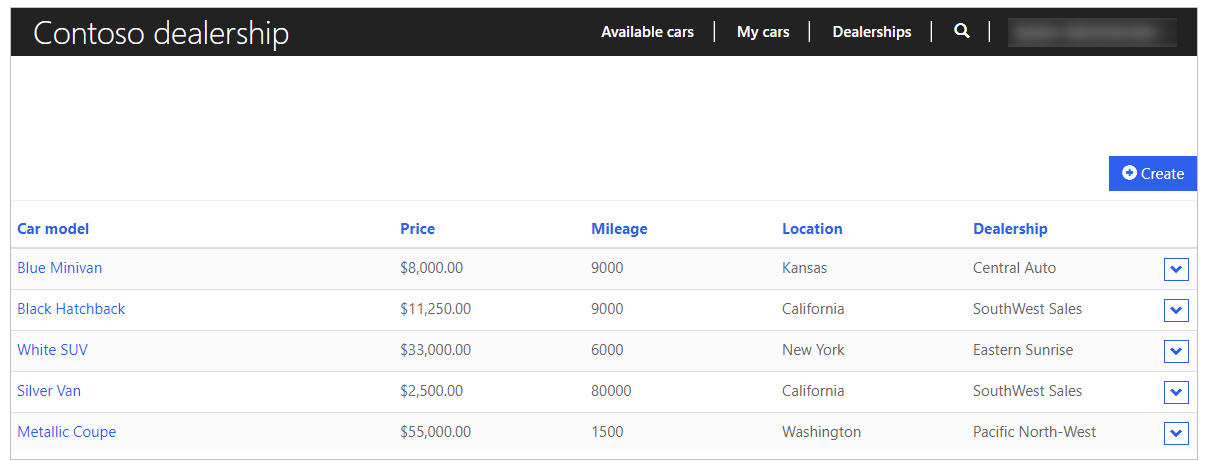 Contoso dealership Available cars My cars Dealerships
Create
Car model Price Mileage Location Dealership
Blue Minivan $8,000.00 9000 Kansas Central Auto
Black Hatchback $11,250.00 9000 California SouthWest Sales
White SUV $33,000.00 6000 New York Eastern Sunrise
Silver Van $2,500.00 80000 California SouthWest Sales
Metallic Coupe $55,000.00 1500 Washington Pacific North-West